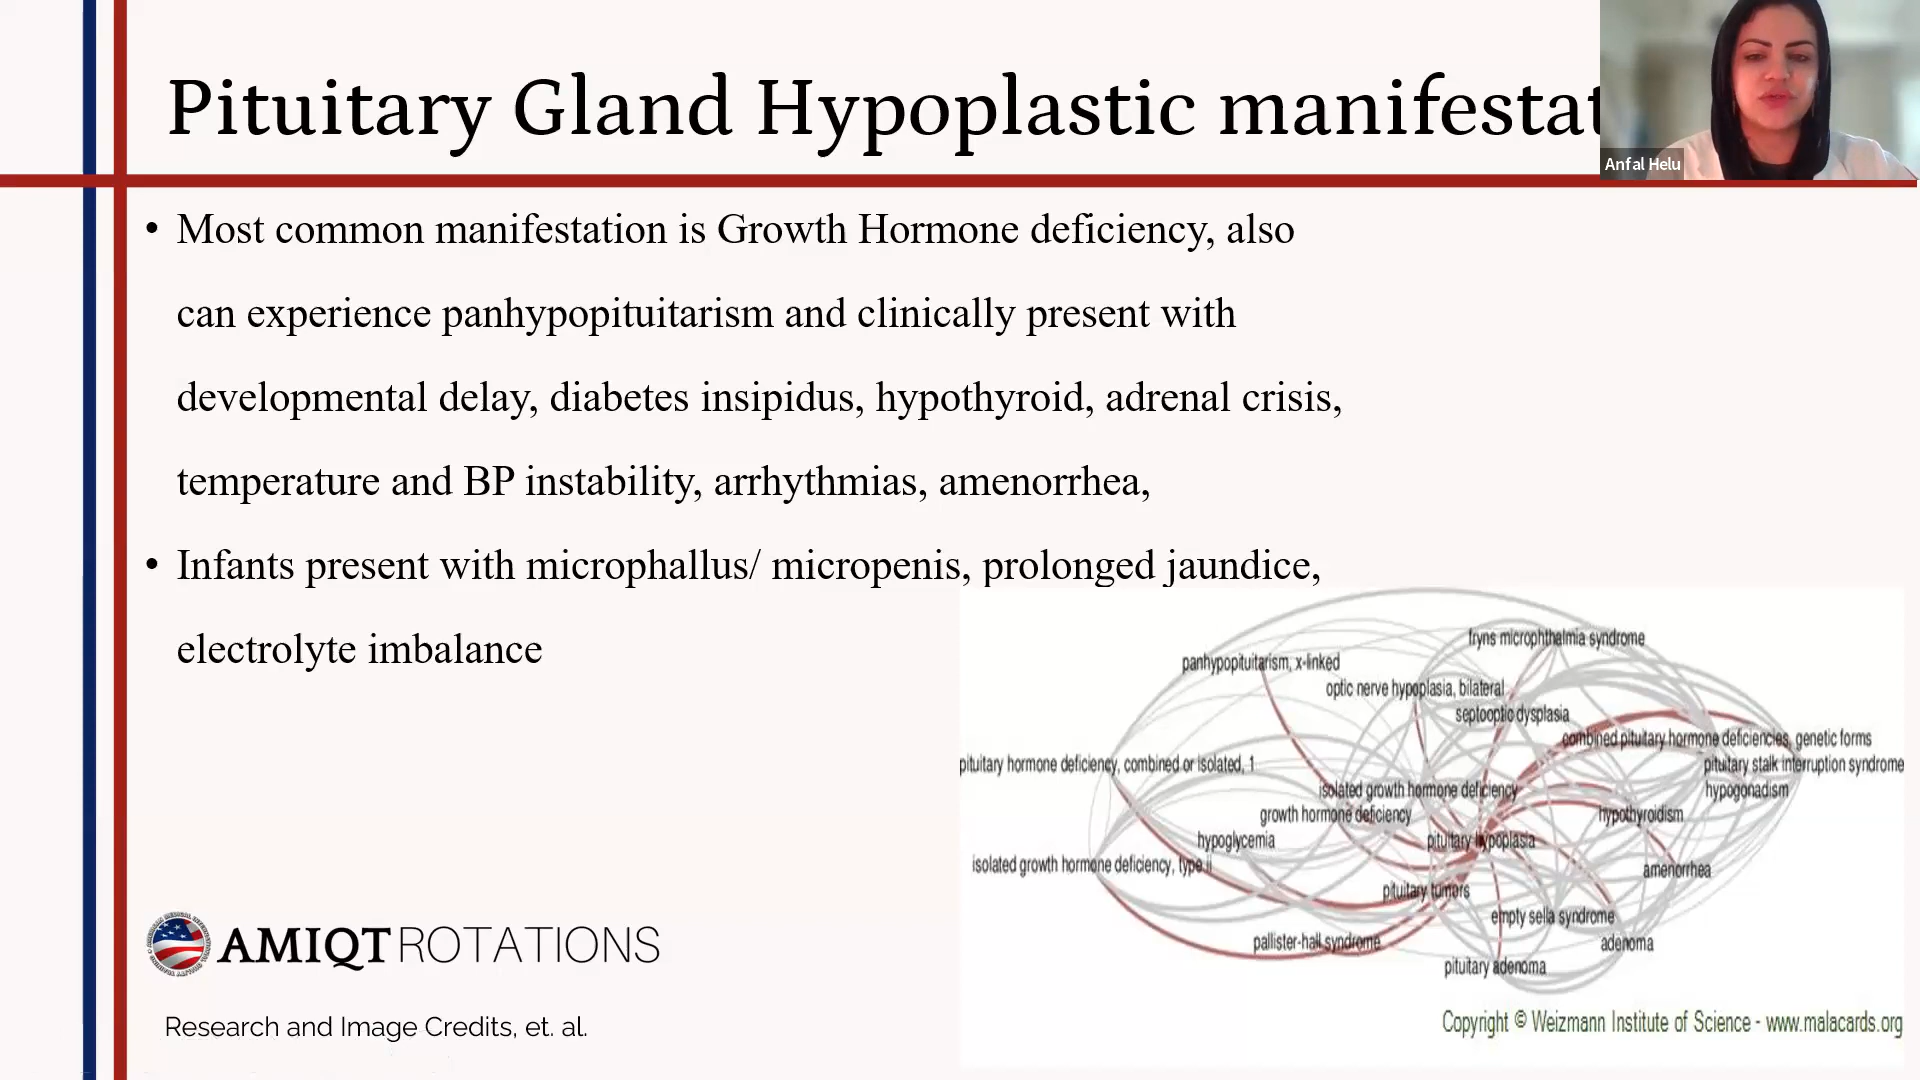 Pituitary Gland Hypoplastic manifestat
Anfal Helu
• Most common manifestation is Growth Hormone deficiency, also
can experience panhypopituitarism and clinically present with
developmental delay, diabetes insipidus, hypothyroid, adrenal crisis,
temperature and BP instability, arrhythmias, amenorrhea,
• Infants present with microphallus/ micropenis, prolonged jaundice,
electrolyte imbalance
fryns microphthalmia syndrome
panhypopituitarism, x-linked
optic nerve hypoplasia, bilateral
septooptic dysplasia
combined pituitary hormone deficiencies, genetic forms
pituitary hormone deficiency, combined or isolated, 1
pituitary stalk interruption syndrome
isolated growth hormone deficiency
hypogonadism
growth hormone deficiency
hypothyroidism
hypoglycemia
pituitary hypoplasia
isolated growth hormone deficiency, type ii
amenorrhea
pituitary tumors
empty sella syndrome
pallister-hall syndrome
adenoma
pituitary adenoma
AMIQT ROTATIONS
Copyright © Weizmann Institute of Science - www.malacards.org
Research and Image Credits, et. al.